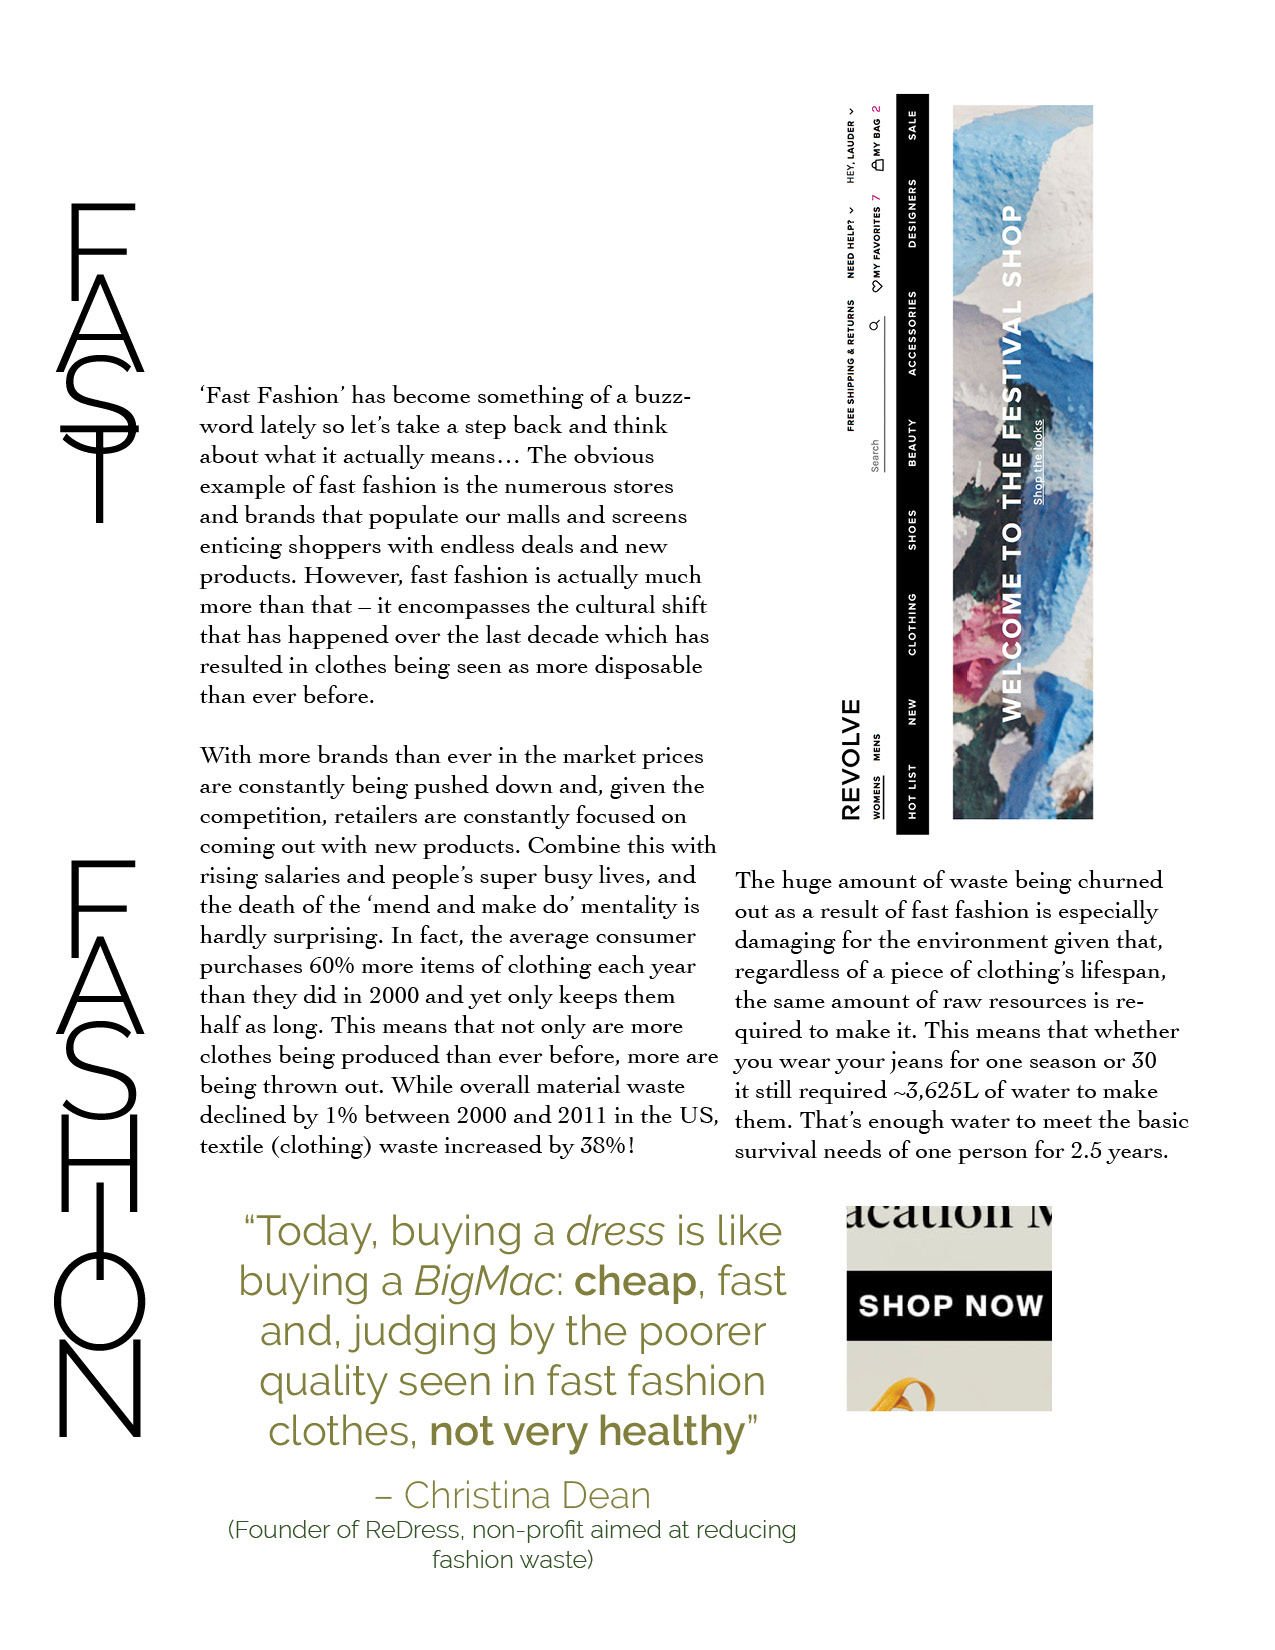 FAST
FASHION
‘Fast Fashion’ has become something of a buzz-
word lately so let’s take a step back and think
about what it actually means… The obvious
example of fast fashion is the numerous stores
and brands that populate our malls and screens
enticing shoppers with endless deals and new
products. However, fast fashion is actually much
more than that – it encompasses the cultural shift
that has happened over the last decade which has
resulted in clothes being seen as more disposable
than ever before.
With more brands than ever in the market prices
are constantly being pushed down and, given the
competition, retailers are constantly focused on
coming out with new products. Combine this with
rising salaries and people’s super busy lives, and
the death of the ‘mend and make do’ mentality is
hardly surprising. In fact, the average consumer
purchases 60% more items of clothing each year
than they did in 2000 and yet only keeps them
half as long. This means that not only are more
clothes being produced than ever before, more are
being thrown out. While overall material waste
declined by 1% between 2000 and 2011 in the US,
textile (clothing) waste increased by 38%!
REVOLVE FREE SHIPPING & RETURNS NEED HELP? HEY, LAUDER
WOMENS MENS Search MY FAVORITES 7 MY BAG 2
HOT LIST NEW CLOTHING SHOES BEAUTY ACCESSORIES DESIGNERS SALE
WELCOME TO THE FESTIVAL SHOP
Shop the looks
The huge amount of waste being churned
out as a result of fast fashion is especially
damaging for the environment given that,
regardless of a piece of clothing’s lifespan,
the same amount of raw resources is re-
quired to make it. This means that whether
you wear your jeans for one season or 30
it still required ~3,625L of water to make
them. That’s enough water to meet the basic
survival needs of one person for 2.5 years.
“Today, buying a dress is like
buying a BigMac: cheap, fast
and, judging by the poorer
quality seen in fast fashion
clothes, not very healthy”
– Christina Dean
(Founder of ReDress, non-profit aimed at reducing
fashion waste)
SHOP NOW